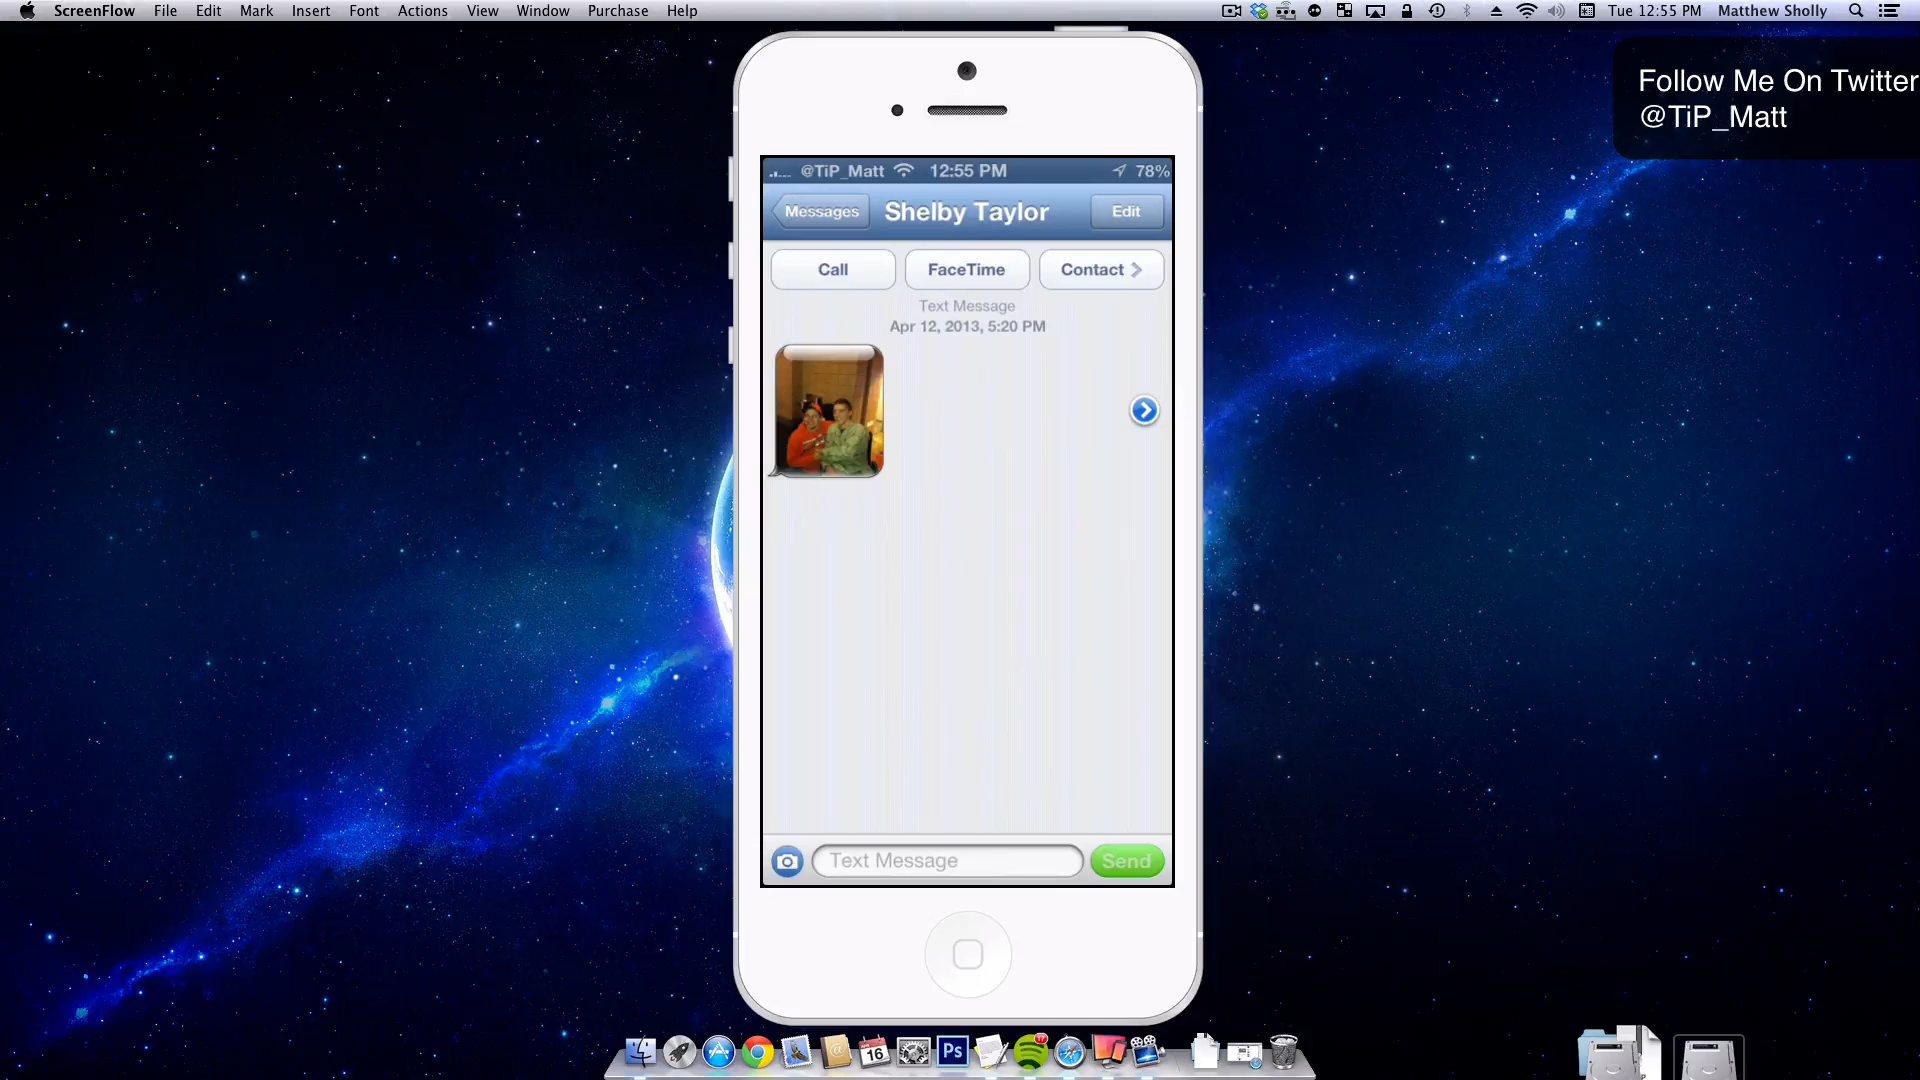 ScreenFlow File Edit Mark Insert Font Actions View Window Purchase Help Tue 12:55 PM Matthew Sholly
Follow Me On Twitter
@TiP_Matt
@TiP_Matt 12:55 PM 78%
Messages Shelby Taylor Edit
Call FaceTime Contact
Text Message
Apr 12, 2013, 5:20 PM
Text Message Send
16 Ps 17